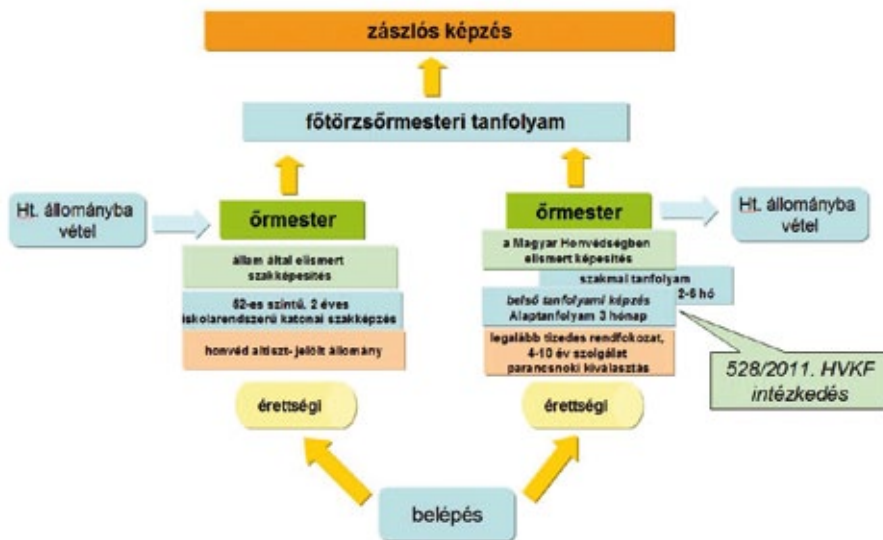 zászlós képzés
főtörzsőrmesteri tanfolyam
Ht. állományba
vétel
őrmester
állam által elismert
szakképesítés
52-es szintű, 2 éves
iskolarendszerű katonai szakképzés
honvéd altiszt- jelölt állomány
érettségi
őrmester
a Magyar Honvédségben
elismert képesítés
szakmai tanfolyam
2-6 hó
belső tanfolyami képzés
Alaptanfolyam 3 hónap
legalább tizedes rendfokozat,
4-10 év szolgálat
parancsnoki kiválasztás
érettségi
Ht. állományba
vétel
528/2011. HVKF
intézkedés
belépés